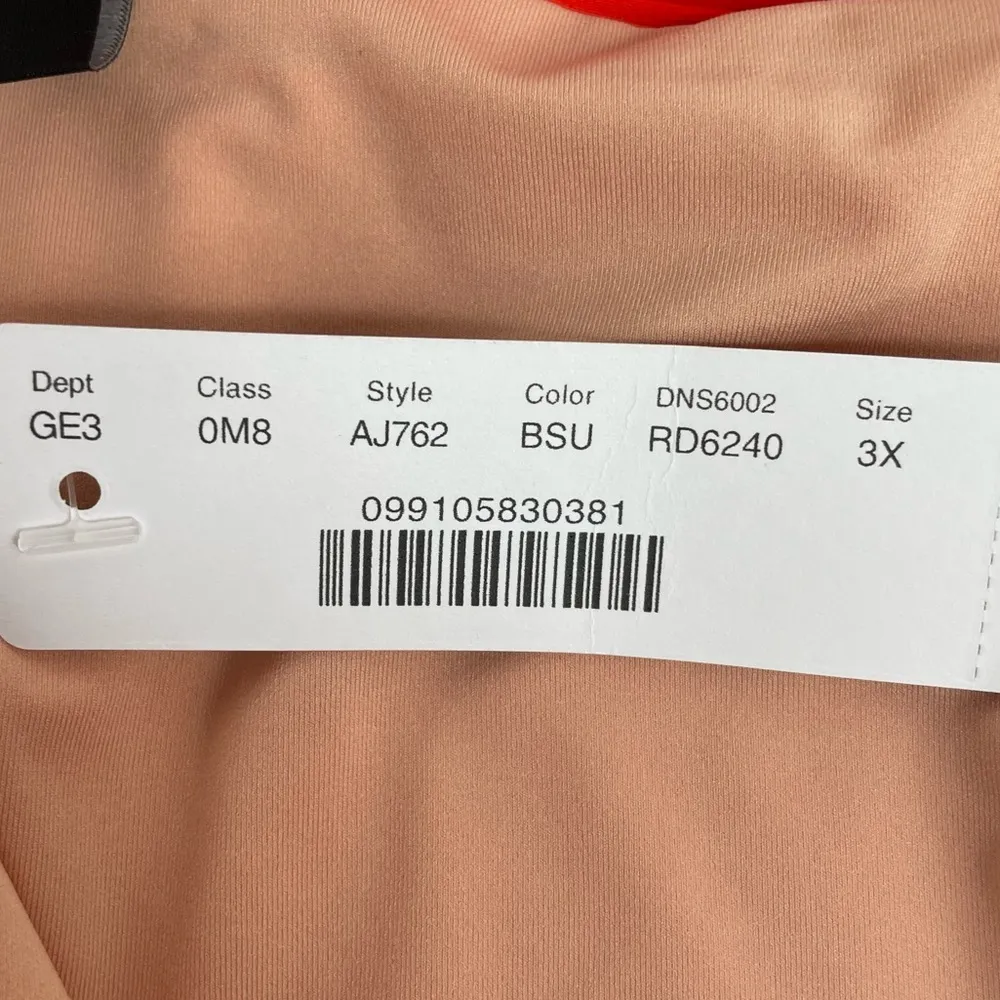 Dept Class Style Color DNS6002 Size
GE3 0M8 AJ762 BSU RD6240 3X
099105830381